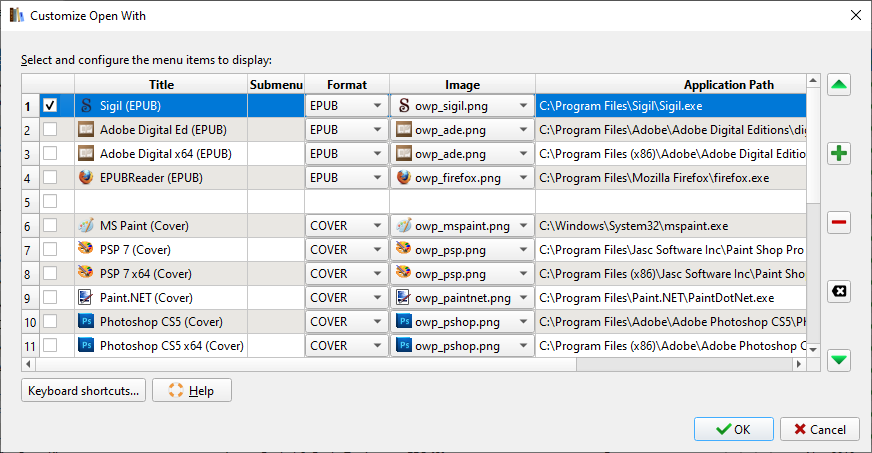 Customize Open With
Select and configure the menu items to display:
Title Submenu Format Image Application Path
1 Sigil (EPUB) EPUB owp_sigil.png C:\Program Files\Sigil\Sigil.exe
2 Adobe Digital Ed (EPUB) EPUB owp_ade.png C:\Program Files\Adobe\Adobe Digital Editions\dig
3 Adobe Digital x64 (EPUB) EPUB owp_ade.png C:\Program Files (x86)\Adobe\Adobe Digital Edition
4 EPUBReader (EPUB) EPUB owp_firefox.png C:\Program Files\Mozilla Firefox\firefox.exe
5
6 MS Paint (Cover) COVER owp_mspaint.png C:\Windows\System32\mspaint.exe
7 PSP 7 (Cover) COVER owp_psp.png C:\Program Files\Jasc Software Inc\Paint Shop Pro
8 PSP 7 x64 (Cover) COVER owp_psp.png C:\Program Files (x86)\Jasc Software Inc\Paint Sho
9 Paint.NET (Cover) COVER owp_paintnet.png C:\Program Files\Paint.NET\PaintDotNet.exe
10 Photoshop CS5 (Cover) COVER Ps owp_pshop.png C:\Program Files\Adobe\Adobe Photoshop CS5\Ph
11 Photoshop CS5 x64 (Cover) COVER Ps owp_pshop.png C:\Program Files (x86)\Adobe\Adobe Photoshop C
Keyboard shortcuts... Help
OK Cancel